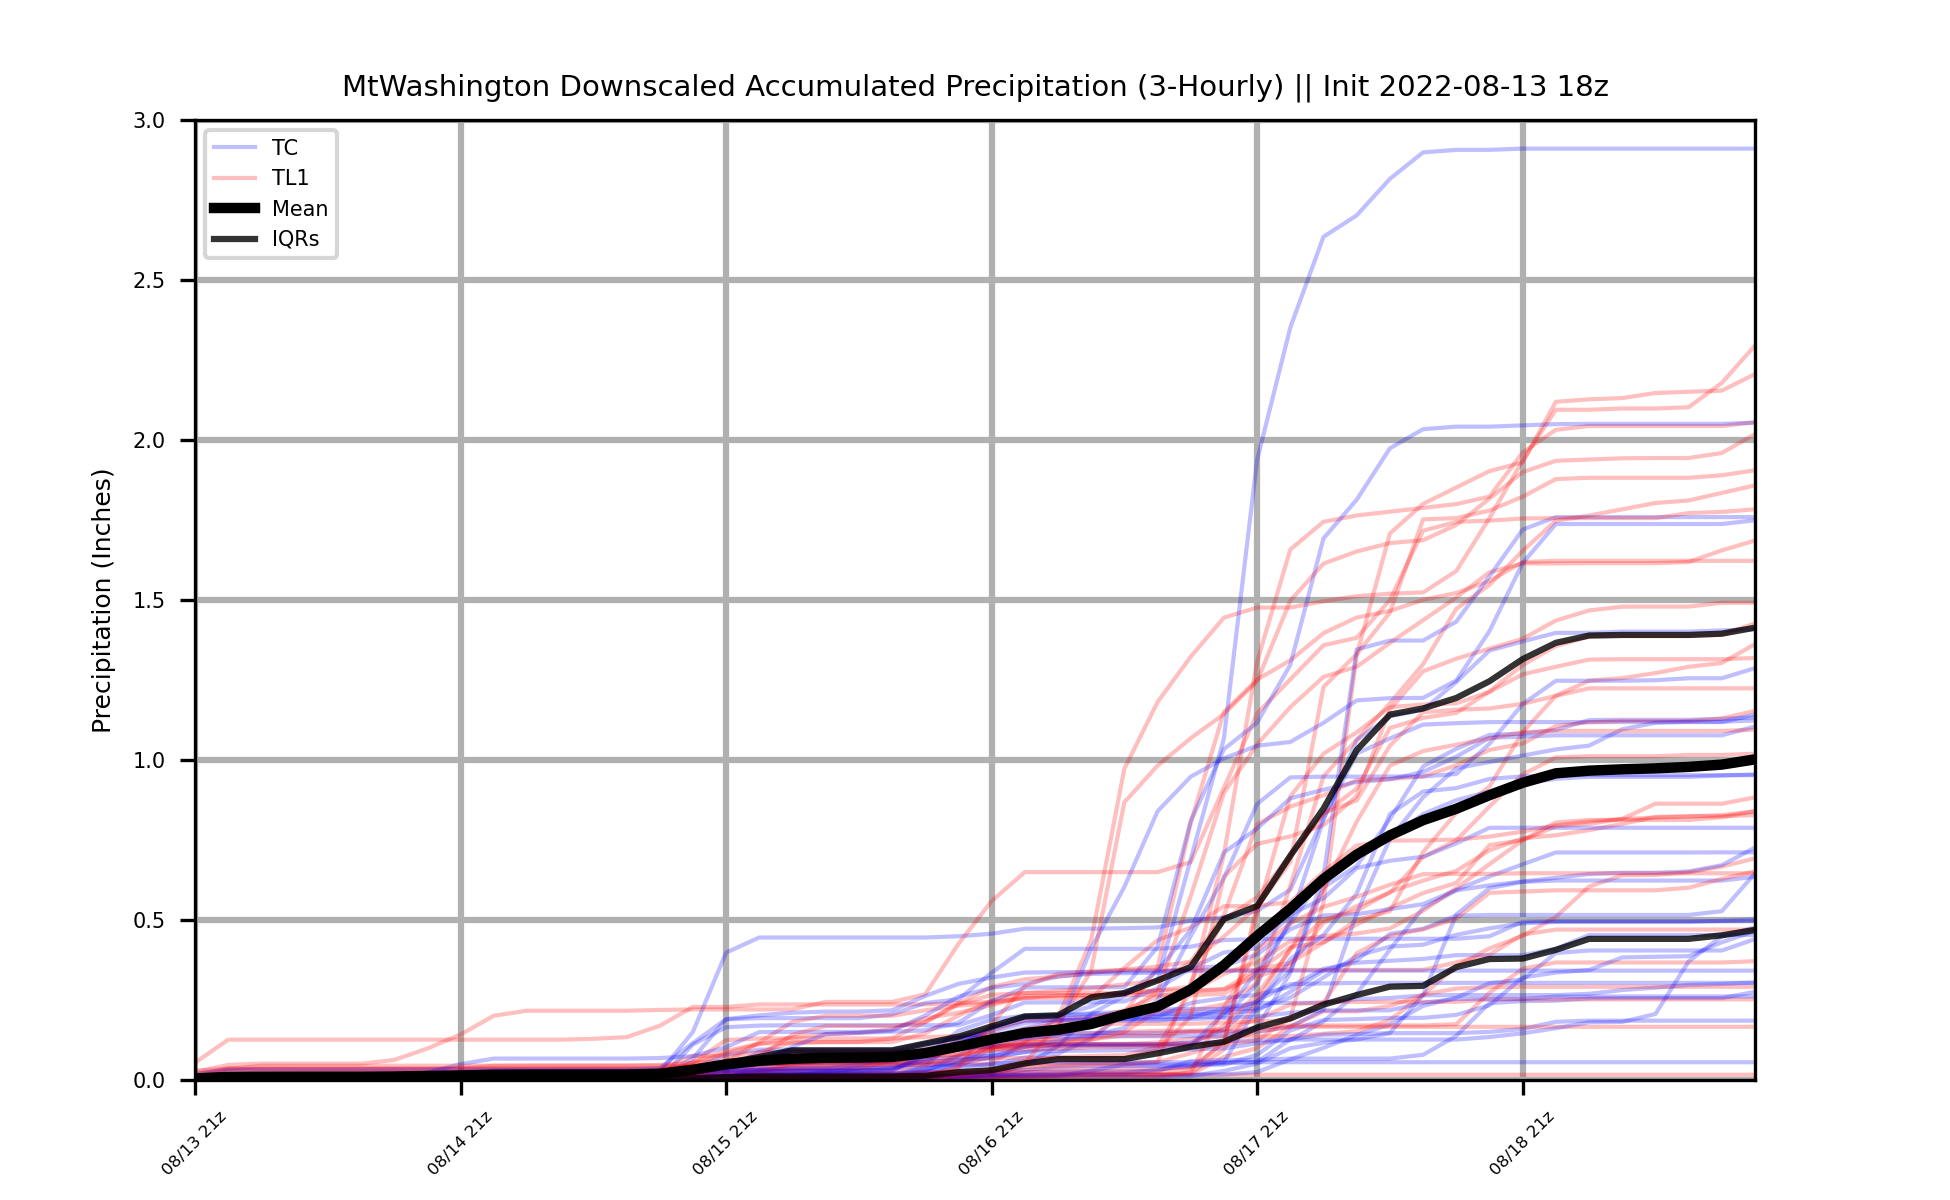 MtWashington Downscaled Accumulated Precipitation (3-Hourly) || Init 2022-08-13 18z
TC
TL1
Mean
IQRs
Precipitation (Inches)
3.0
2.5
2.0
1.5
1.0
0.5
0.0
08/13 21z
08/14 21z
08/15 21z
08/16 21z
08/17 21z
08/18 21z